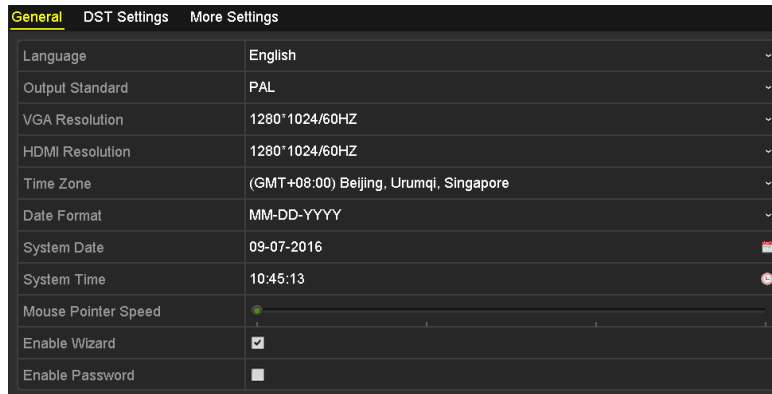 General DST Settings More Settings
Language English
Output Standard PAL
VGA Resolution 1280*1024/60HZ
HDMI Resolution 1280*1024/60HZ
Time Zone (GMT+08:00) Beijing, Urumqi, Singapore
Date Format MM-DD-YYYY
System Date 09-07-2016
System Time 10:45:13
Mouse Pointer Speed
Enable Wizard
Enable Password